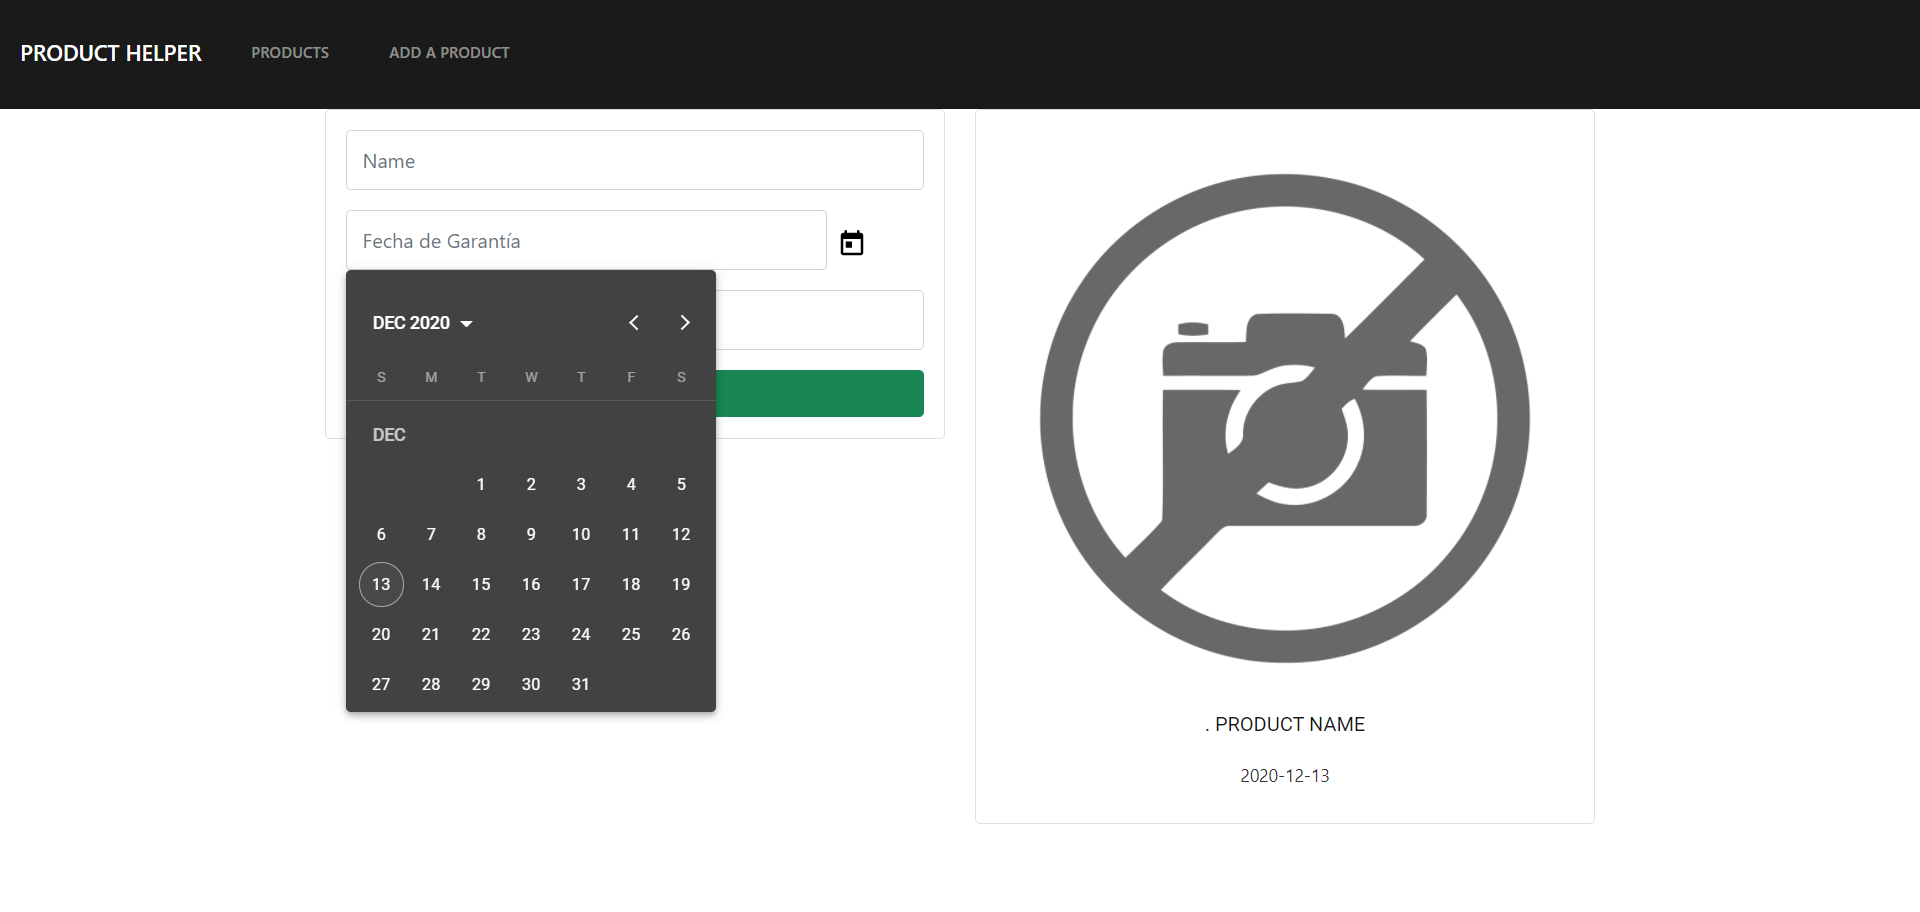 PRODUCT HELPER PRODUCTS ADD A PRODUCT
Name
Fecha de Garantía
DEC 2020
S M T W T F S
DEC
1 2 3 4 5
6 7 8 9 10 11 12
13 14 15 16 17 18 19
20 21 22 23 24 25 26
27 28 29 30 31
. PRODUCT NAME
2020-12-13